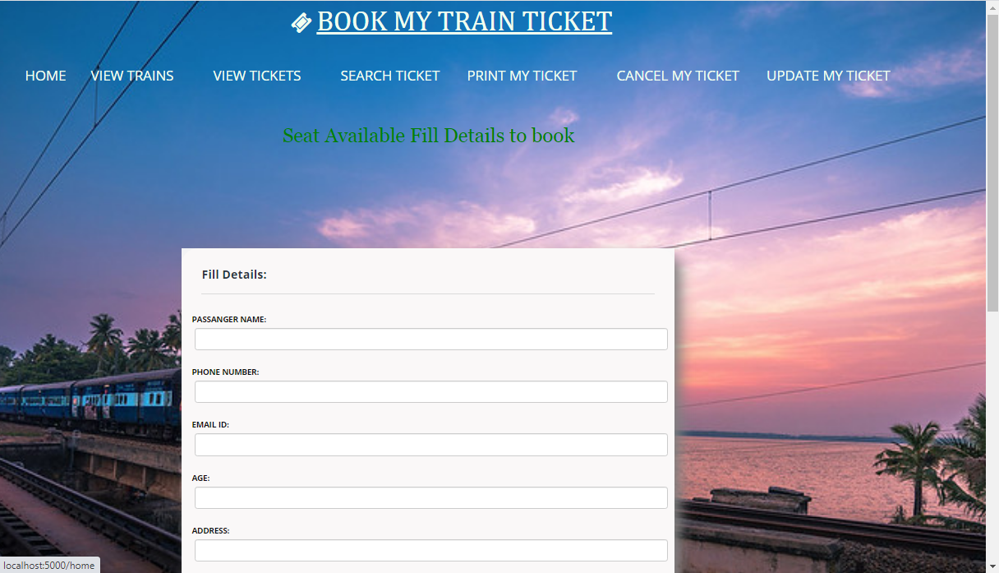 BOOK MY TRAIN TICKET
HOME VIEW TRAINS VIEW TICKETS SEARCH TICKET PRINT MY TICKET CANCEL MY TICKET UPDATE MY TICKET
Seat Available Fill Details to book
Fill Details:
PASSANGER NAME:
PHONE NUMBER:
EMAIL ID:
AGE:
ADDRESS:
localhost:5000/home